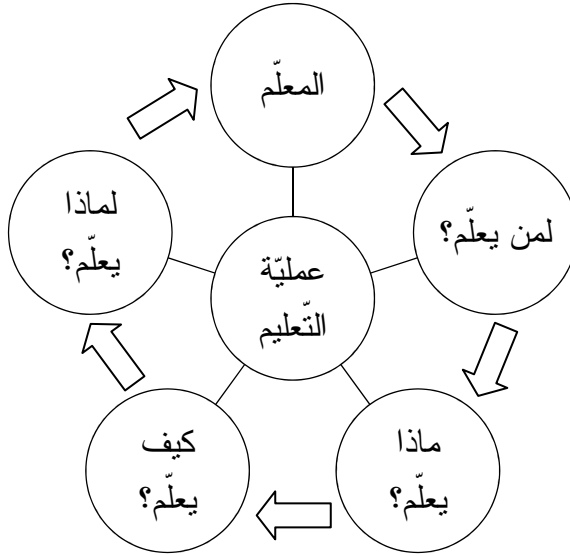 المعلّم
لمن يعلّم؟
ماذا
يعلّم؟
كيف
يعلّم؟
لماذا
يعلّم؟
عمليّة
التّعليم